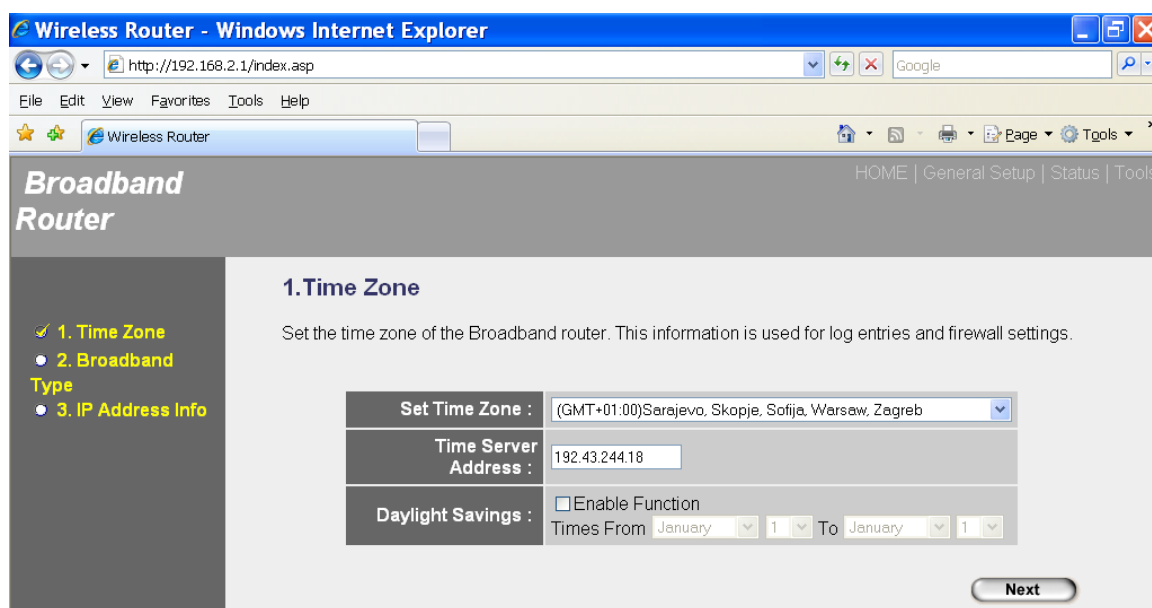 Wireless Router - Windows Internet Explorer
http://192.168.2.1/index.asp
Google
File Edit View Favorites Tools Help
Wireless Router
Page Tools
Broadband
Router
HOME | General Setup | Status | Tools
1. Time Zone
2. Broadband
Type
3. IP Address Info
1.Time Zone
Set the time zone of the Broadband router. This information is used for log entries and firewall settings.
Set Time Zone : (GMT+01:00)Sarajevo, Skopje, Sofija, Warsaw, Zagreb
Time Server
Address : 192.43.244.18
Daylight Savings : Enable Function
Times From January 1 To January 1
Next